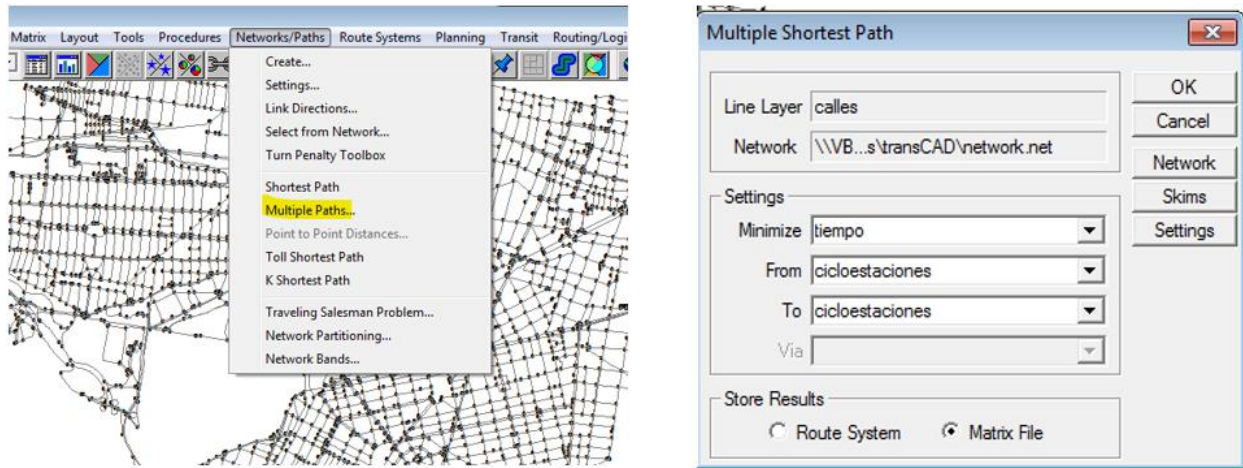 Matrix Layout Tools Procedures Networks/Paths Route Systems Planning Transit Routing/Logi
Create...
Settings...
Link Directions...
Select from Network...
Turn Penalty Toolbox
Shortest Path
Multiple Paths...
Point to Point Distances...
Toll Shortest Path
K Shortest Path
Traveling Salesman Problem...
Network Partitioning...
Network Bands...
Multiple Shortest Path
Line Layer calles
Network \\VB...s\transCAD\network.net
Settings
Minimize tiempo
From cicloestaciones
To cicloestaciones
Via
Store Results
Route System Matrix File
OK
Cancel
Network
Skims
Settings